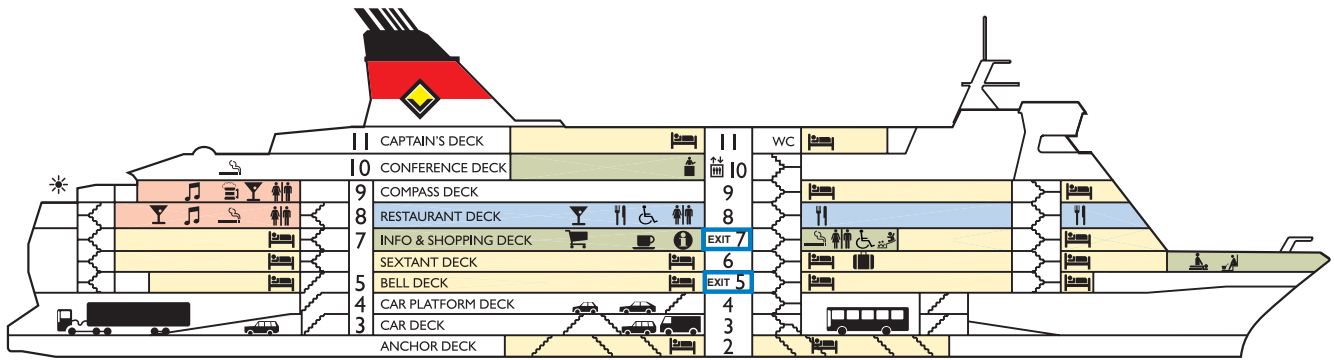 11 CAPTAIN'S DECK 11 WC
10 CONFERENCE DECK 10
9 COMPASS DECK 9
8 RESTAURANT DECK 8
7 INFO & SHOPPING DECK EXIT 7
SEXTANT DECK 6
5 BELL DECK EXIT 5
4 CAR PLATFORM DECK 4
3 CAR DECK 3
ANCHOR DECK 2